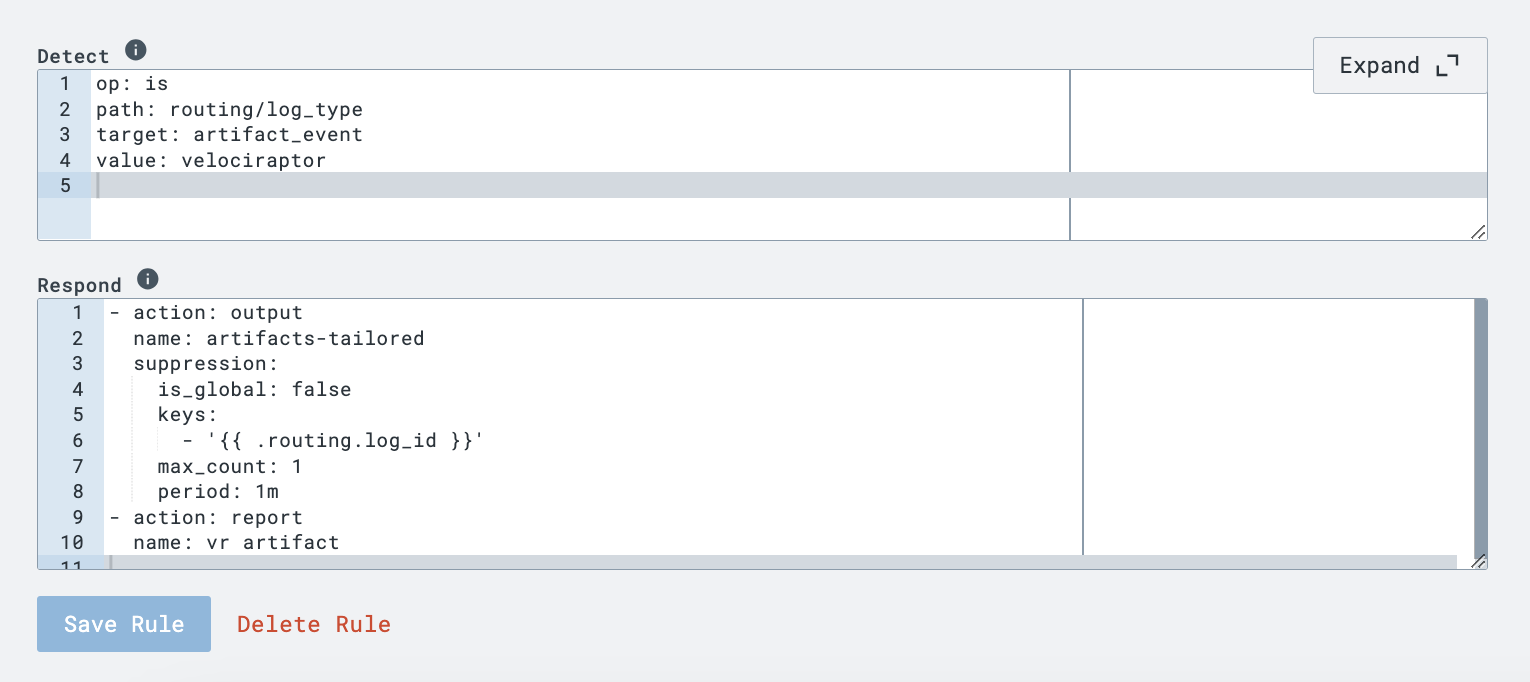 Detect
Expand
1 op: is
2 path: routing/log_type
3 target: artifact_event
4 value: velociraptor
5
Respond
1 - action: output
2   name: artifacts-tailored
3   suppression:
4     is_global: false
5     keys:
6       - '{{ .routing.log_id }}'
7     max_count: 1
8     period: 1m
9 - action: report
10   name: vr artifact
11
Save Rule Delete Rule